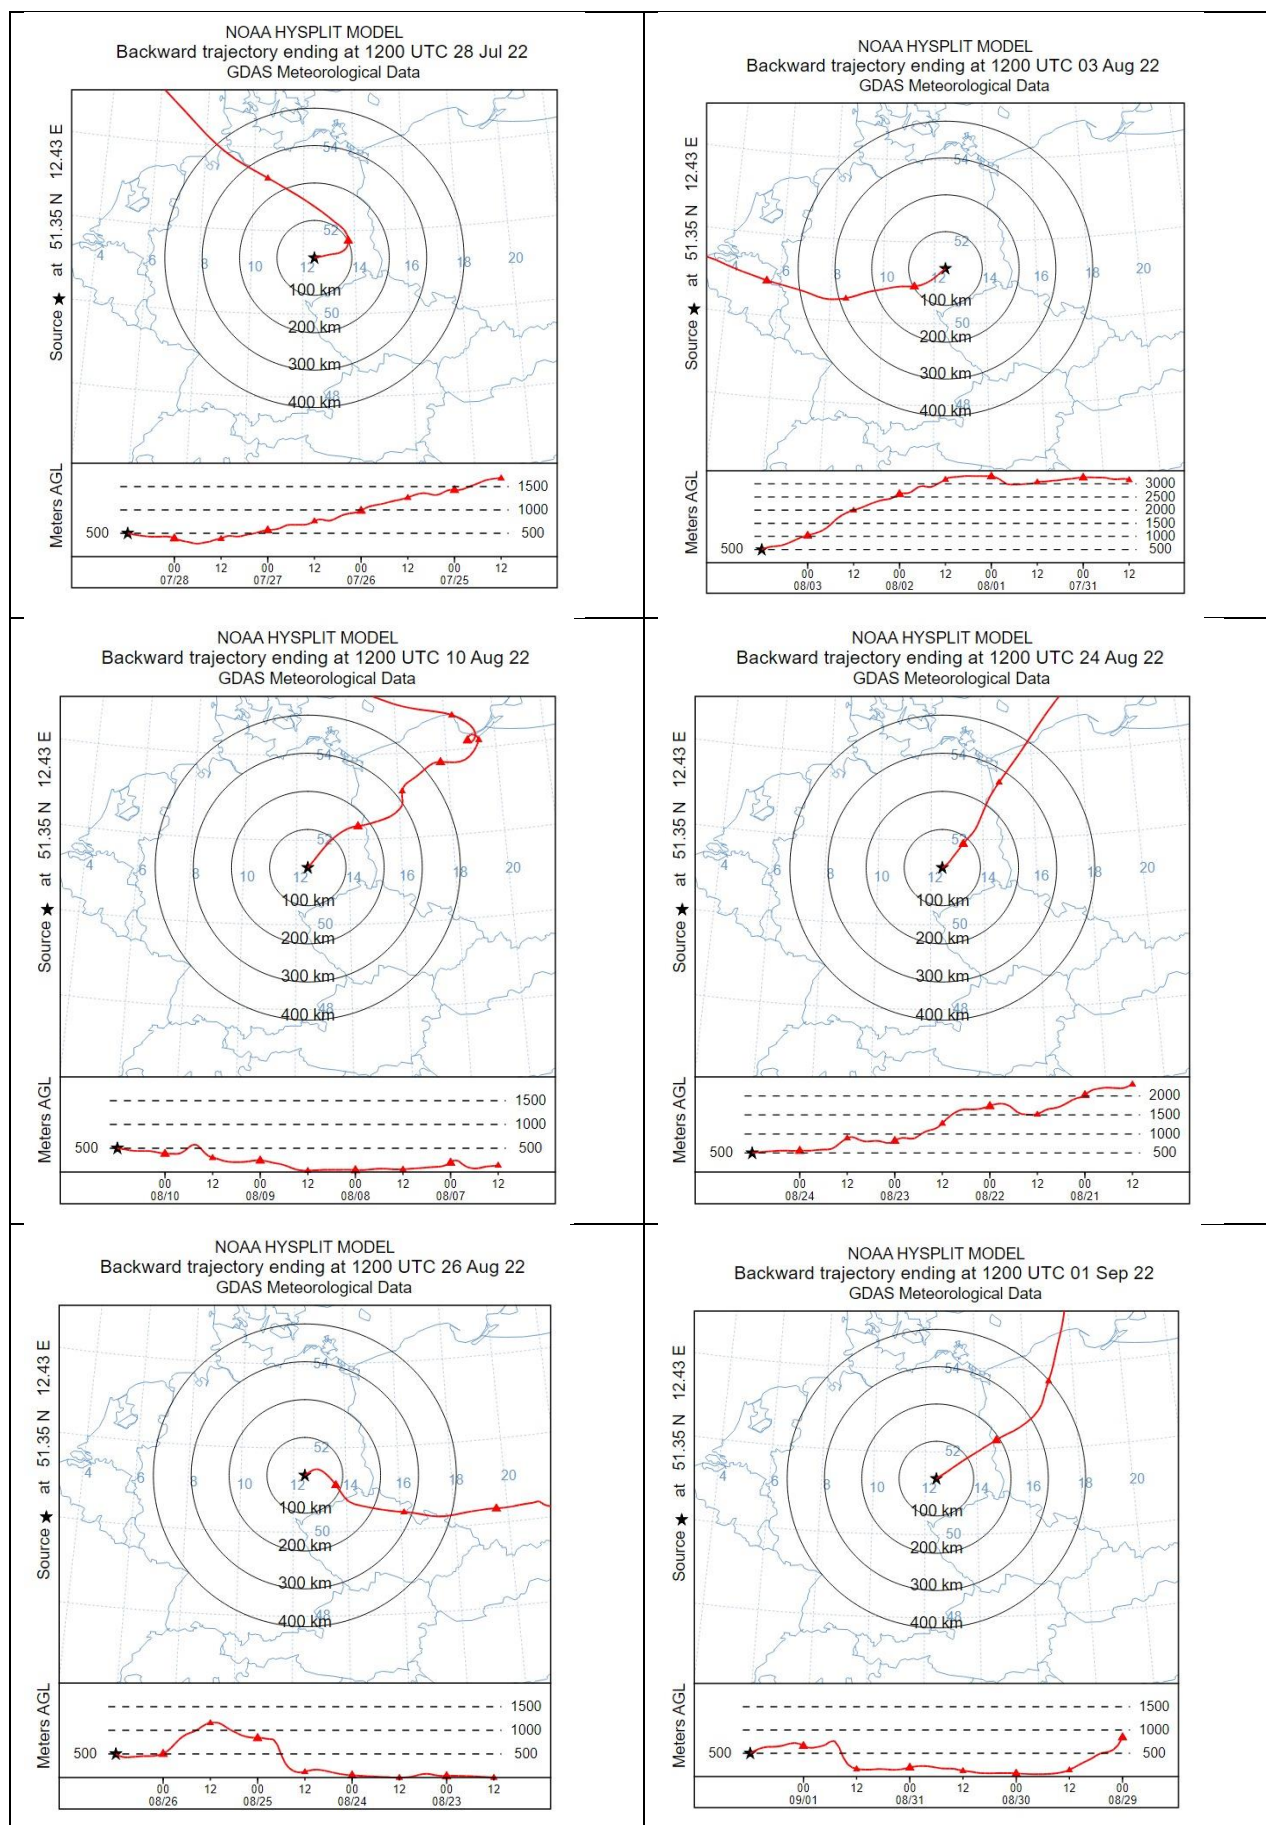 NOAA HYSPLIT MODEL
Backward trajectory ending at 1200 UTC 28 Jul 22
GDAS Meteorological Data
Source ★ at 51.35 N 12.43 E
54
52
4 6 8 10 12 14 16 18 20
100 km
50
200 km
300 km
48
400 km
Meters AGL
1500
1000
500 500
00 12 00 12 00 12 00 12
07/28 07/27 07/26 07/25
NOAA HYSPLIT MODEL
Backward trajectory ending at 1200 UTC 03 Aug 22
GDAS Meteorological Data
Source ★ at 51.35 N 12.43 E
54
52
4 8 10 12 14 16 18 20
100 km
50
200 km
300 km
48
400 km
Meters AGL
3000
2500
2000
1500
1000
500 500
00 12 00 12 00 12 00 12
08/03 08/02 08/01 07/31
NOAA HYSPLIT MODEL
Backward trajectory ending at 1200 UTC 10 Aug 22
GDAS Meteorological Data
Source ★ at 51.35 N 12.43 E
54
52
4 6 8 10 12 14 16 18 20
100 km
50
200 km
300 km
48
400 km
Meters AGL
1500
1000
500 500
00 12 00 12 00 12 00 12
08/10 08/09 08/08 08/07
NOAA HYSPLIT MODEL
Backward trajectory ending at 1200 UTC 24 Aug 22
GDAS Meteorological Data
Source ★ at 51.35 N 12.43 E
54
52
4 6 8 10 12 14 16 18 20
100 km
50
200 km
300 km
48
400 km
Meters AGL
2000
1500
1000
500 500
00 12 00 12 00 12 00 12
08/24 08/23 08/22 08/21
NOAA HYSPLIT MODEL
Backward trajectory ending at 1200 UTC 26 Aug 22
GDAS Meteorological Data
Source ★ at 51.35 N 12.43 E
54
52
4 6 8 10 12 14 16 18 20
100 km
50
200 km
300 km
48
400 km
Meters AGL
1500
1000
500 500
00 12 00 12 00 12 00 12
08/26 08/25 08/24 08/23
NOAA HYSPLIT MODEL
Backward trajectory ending at 1200 UTC 01 Sep 22
GDAS Meteorological Data
Source ★ at 51.35 N 12.43 E
54
52
4 6 8 10 12 14 16 18 20
100 km
50
200 km
300 km
48
400 km
Meters AGL
1500
1000
500 500
00 12 00 12 00 12 00
09/01 08/31 08/30 08/29